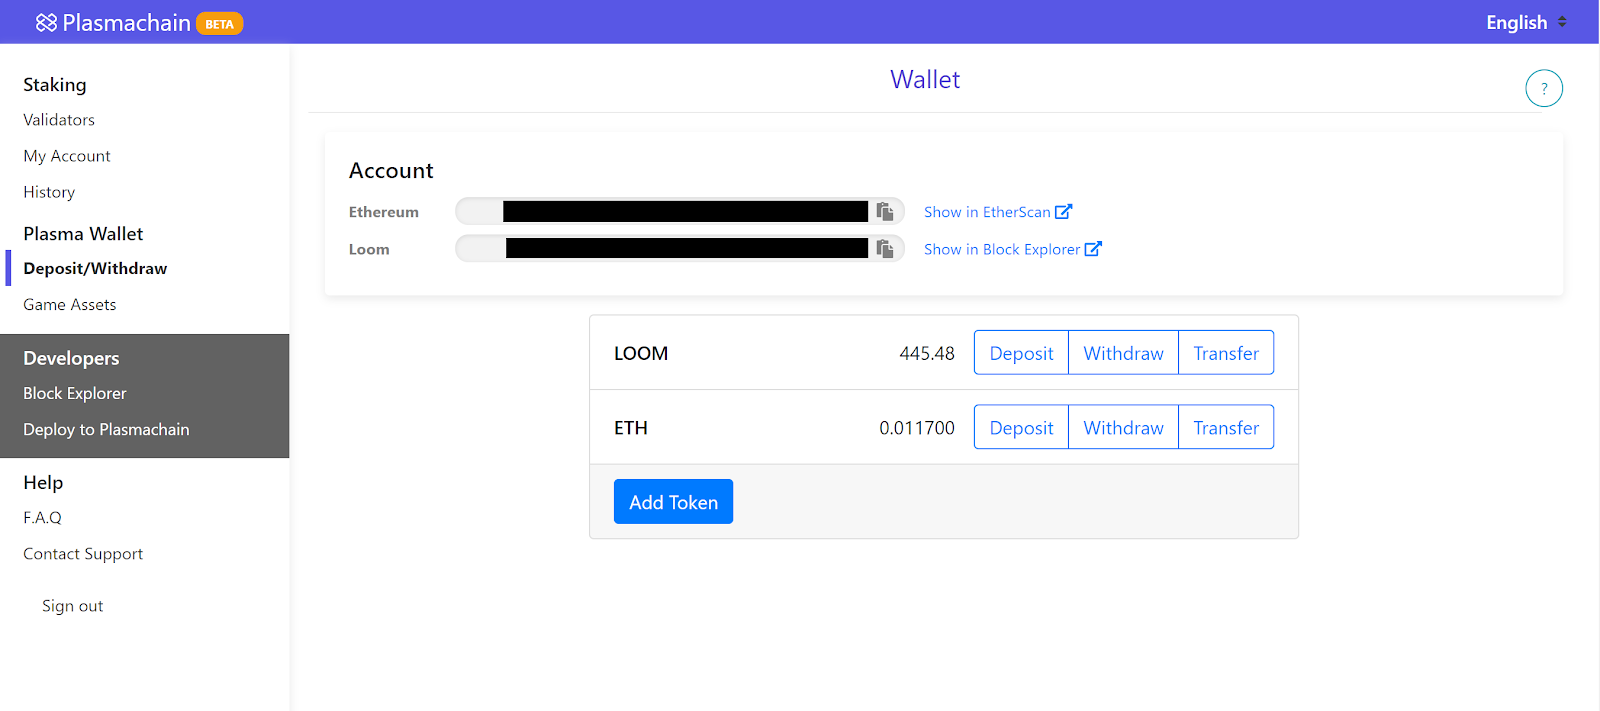 Plasmachain BETA
English
Staking
Validators
My Account
History
Plasma Wallet
Deposit/Withdraw
Game Assets
Developers
Block Explorer
Deploy to Plasmachain
Help
F.A.Q
Contact Support
Sign out
Wallet
?
Account
Ethereum Show in EtherScan
Loom Show in Block Explorer
LOOM 445.48 Deposit Withdraw Transfer
ETH 0.011700 Deposit Withdraw Transfer
Add Token